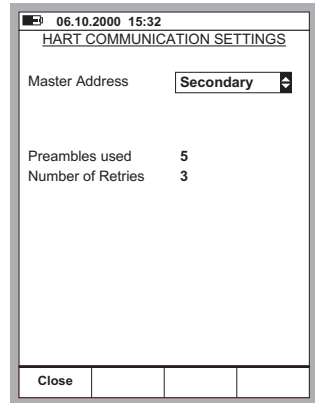 06.10.2000 15:32
HART COMMUNICATION SETTINGS
Master Address Secondary
Preambles used 5
Number of Retries 3
Close